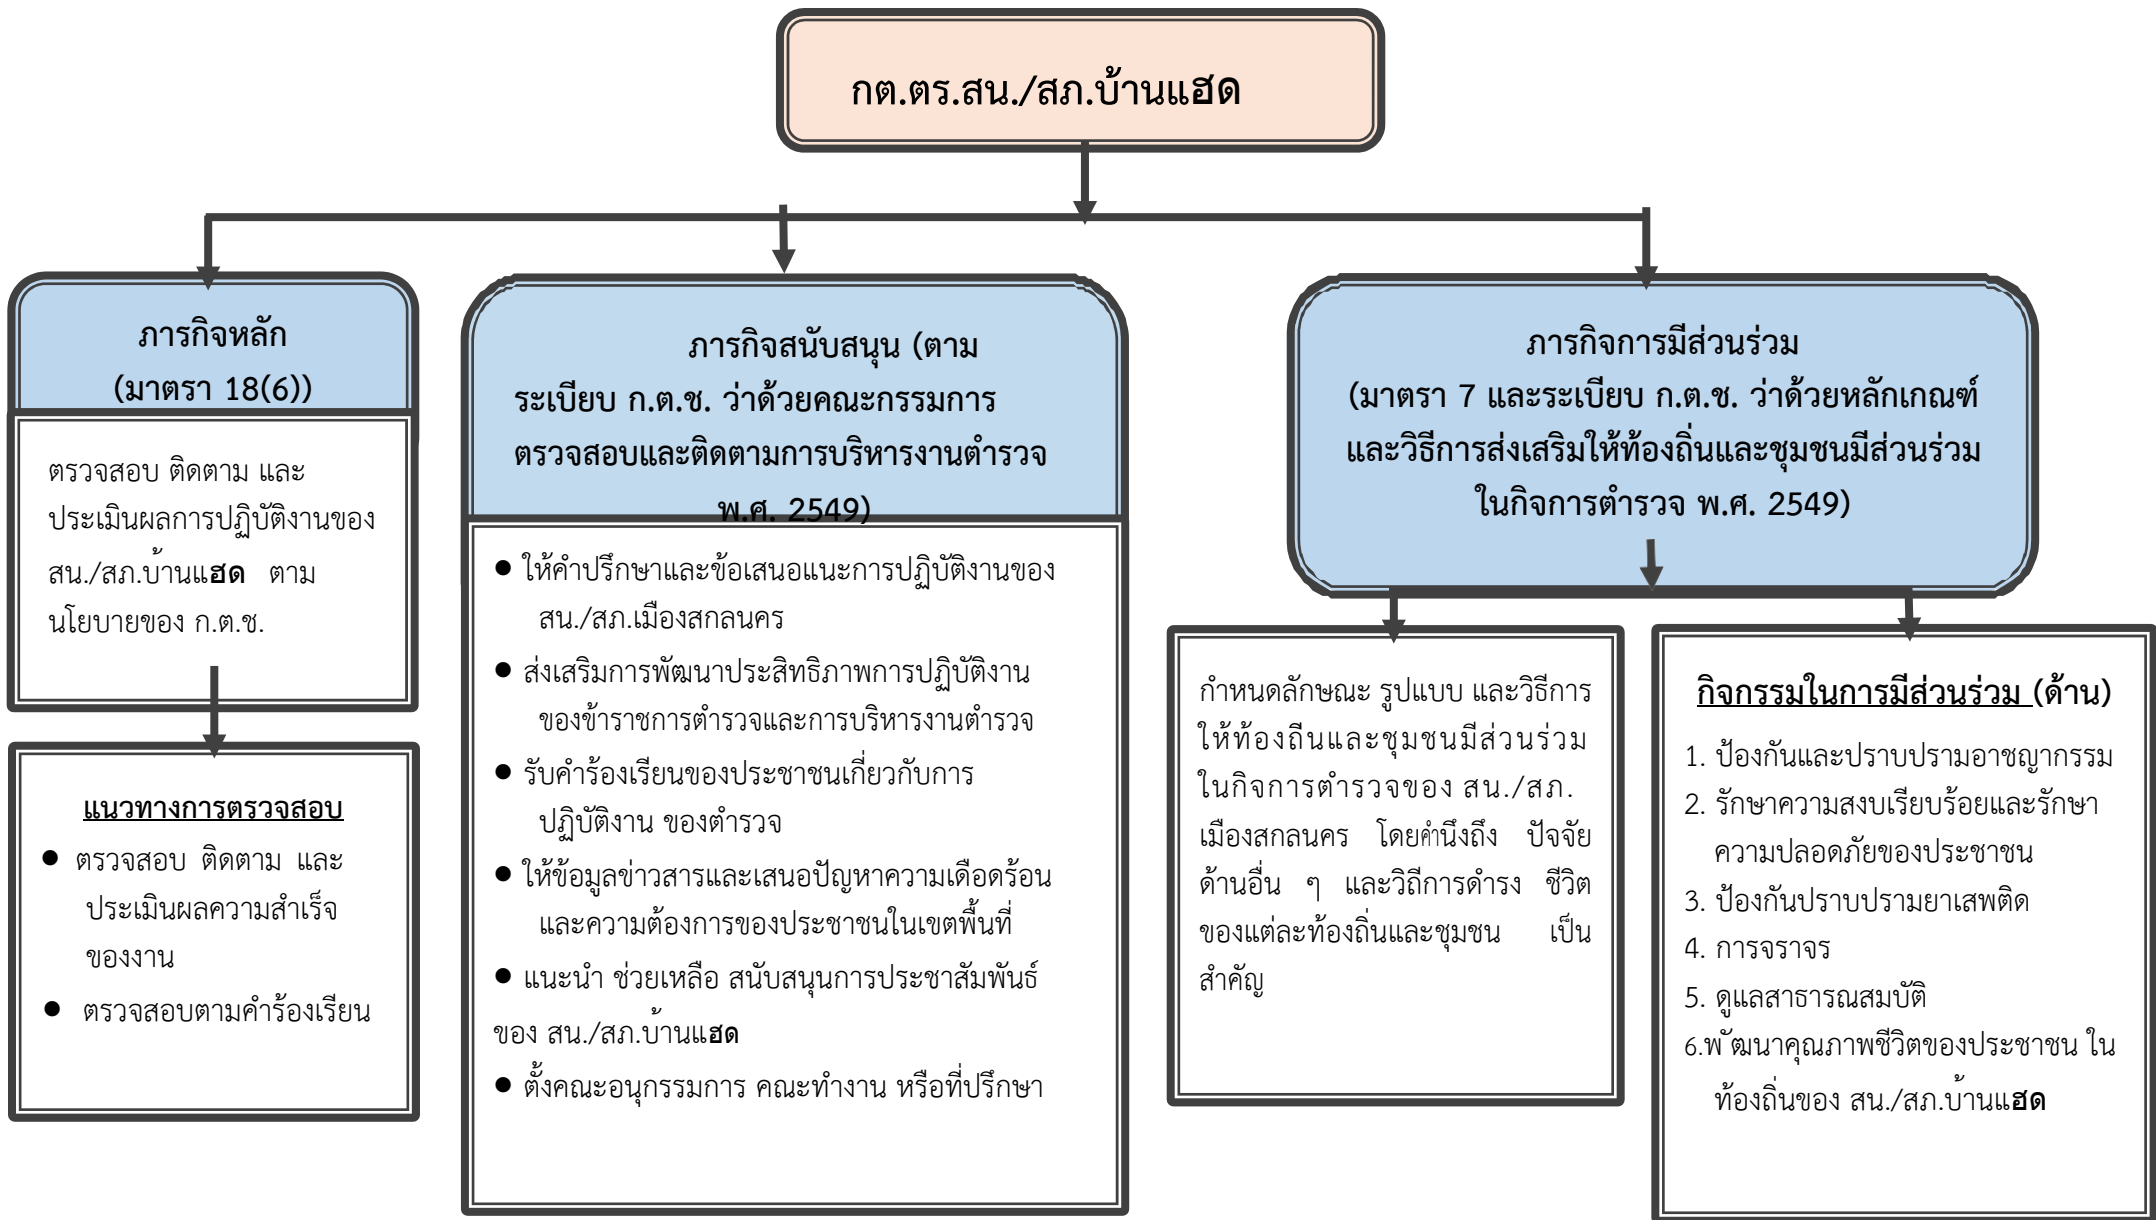 กต.ตร.สน./สภ.บ้านแฮด
ภารกิจหลัก
(มาตรา 18(6))
ตรวจสอบ ติดตาม และ
ประเมินผลการปฏิบัติงานของ
สน./สภ.บ้านแฮด ตาม
นโยบายของ ก.ต.ช.
แนวทางการตรวจสอบ
● ตรวจสอบ ติดตาม และ
ประเมินผลความสำเร็จ
ของงาน
● ตรวจสอบตามคำร้องเรียน
ภารกิจสนับสนุน (ตาม
ระเบียบ ก.ต.ช. ว่าด้วยคณะกรรมการ
ตรวจสอบและติดตามการบริหารงานตำรวจ
พ.ศ. 2549)
● ให้คำปรึกษาและข้อเสนอแนะการปฏิบัติงานของ
สน./สภ.เมืองสกลนคร
● ส่งเสริมการพัฒนาประสิทธิภาพการปฏิบัติงาน
ของข้าราชการตำรวจและการบริหารงานตำรวจ
● รับคำร้องเรียนของประชาชนเกี่ยวกับการ
ปฏิบัติงาน ของตำรวจ
● ให้ข้อมูลข่าวสารและเสนอปัญหาความเดือดร้อน
และความต้องการของประชาชนในเขตพื้นที่
● แนะนำ ช่วยเหลือ สนับสนุนการประชาสัมพันธ์
ของ สน./สภ.บ้านแฮด
● ตั้งคณะอนุกรรมการ คณะทำงาน หรือที่ปรึกษา
ภารกิจการมีส่วนร่วม
(มาตรา 7 และระเบียบ ก.ต.ช. ว่าด้วยหลักเกณฑ์
และวิธีการส่งเสริมให้ท้องถิ่นและชุมชนมีส่วนร่วม
ในกิจการตำรวจ พ.ศ. 2549)
กำหนดลักษณะ รูปแบบ และวิธีการ
ให้ท้องถีนและชุมชนมีส่วนร่วม
ในกิจการตำรวจของ สน./สภ.
เมืองสกลนคร โดยคำนึงถึง ปัจจัย
ด้านอื่น ๆ และวิถีการดำรง ชีวิต
ของแต่ละท้องถิ่นและชุมชน เป็น
สำคัญ
กิจกรรมในการมีส่วนร่วม (ด้าน)
1. ป้องกันและปราบปรามอาชญากรรม
2. รักษาความสงบเรียบร้อยและรักษา
ความปลอดภัยของประชาชน
3. ป้องกันปราบปรามยาเสพติด
4. การจราจร
5. ดูแลสาธารณสมบัติ
6.พ ัฒนาคุณภาพชีวิตของประชาชน ใน
ท้องถิ่นของ สน./สภ.บ้านแฮด